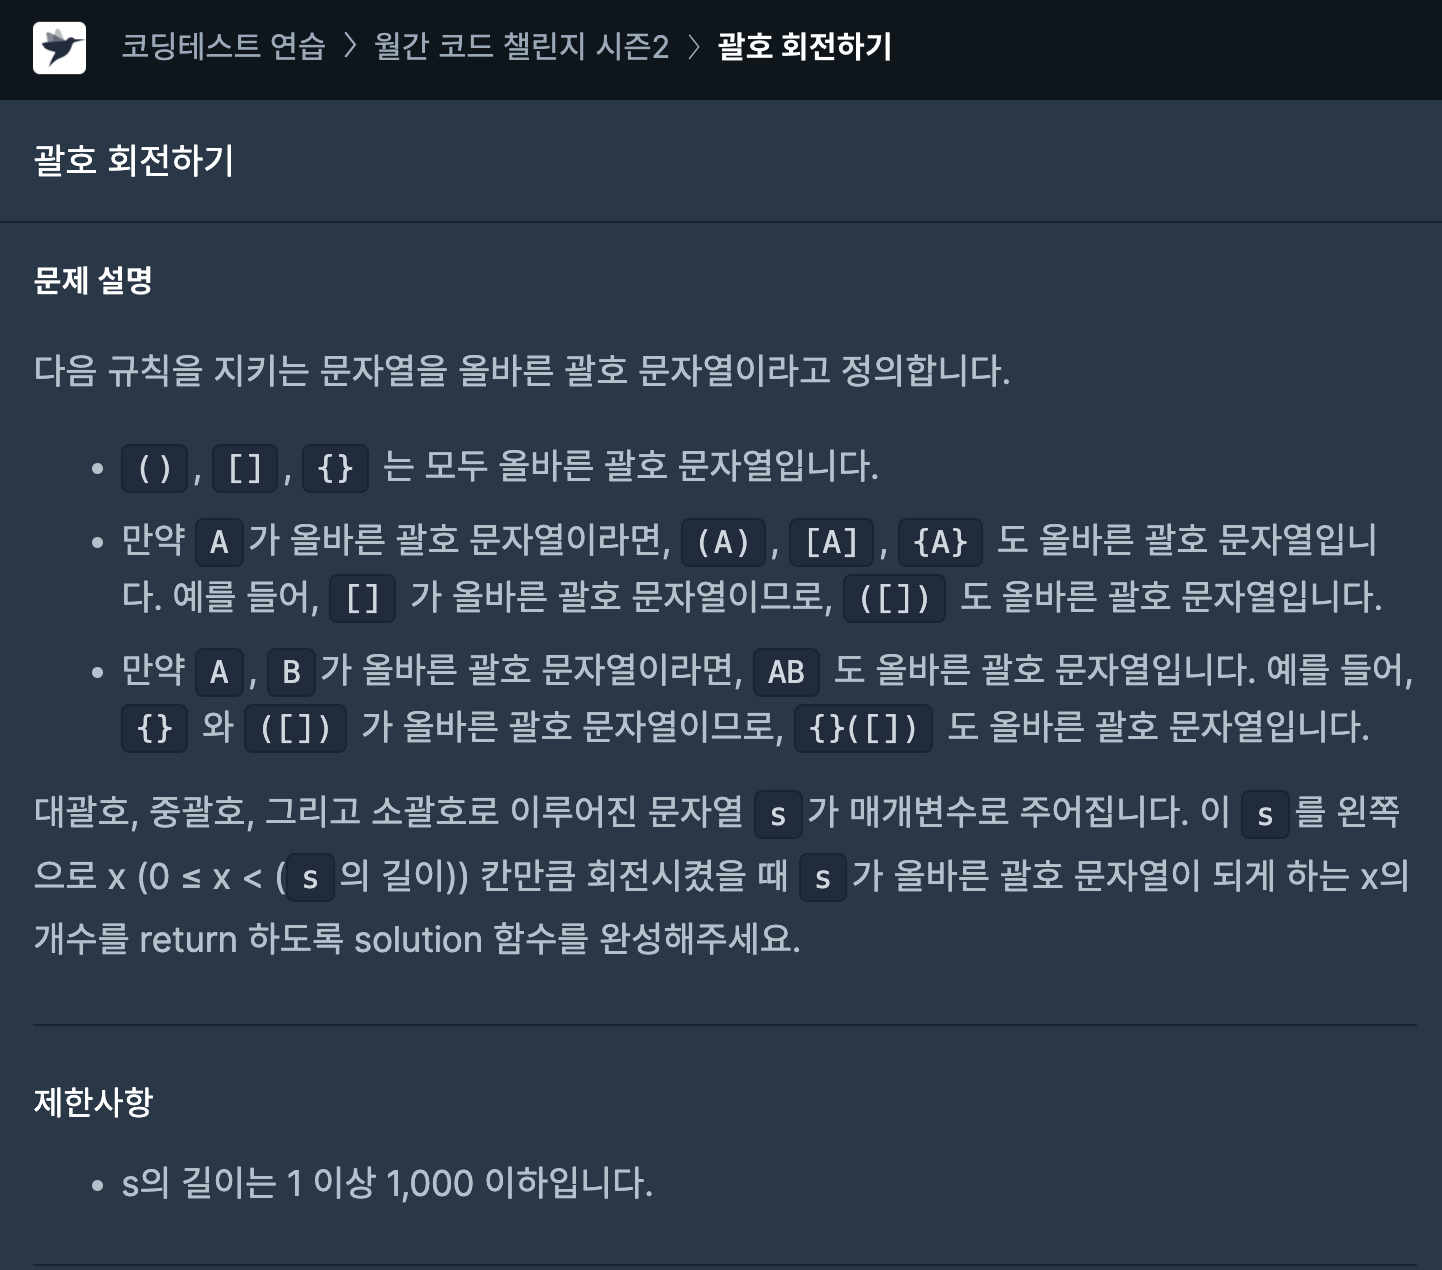 코딩테스트 연습 > 월간 코드 챌린지 시즌2 > 괄호 회전하기
괄호 회전하기
문제 설명
다음 규칙을 지키는 문자열을 올바른 괄호 문자열이라고 정의합니다.
• (), [], {} 는 모두 올바른 괄호 문자열입니다.
• 만약 A가 올바른 괄호 문자열이라면, (A), [A], {A} 도 올바른 괄호 문자열입니
다. 예를 들어, [] 가 올바른 괄호 문자열이므로, ([]) 도 올바른 괄호 문자열입니다.
• 만약 A, B가 올바른 괄호 문자열이라면, AB 도 올바른 괄호 문자열입니다. 예를 들어,
{} 와 ([]) 가 올바른 괄호 문자열이므로, {}([]) 도 올바른 괄호 문자열입니다.
대괄호, 중괄호, 그리고 소괄호로 이루어진 문자열 s가 매개변수로 주어집니다. 이 s를 왼쪽
으로 x (0 ≤ x < (s의 길이)) 칸만큼 회전시켰을 때 s가 올바른 괄호 문자열이 되게 하는 x의
개수를 return 하도록 solution 함수를 완성해주세요.
제한사항
• s의 길이는 1 이상 1,000 이하입니다.